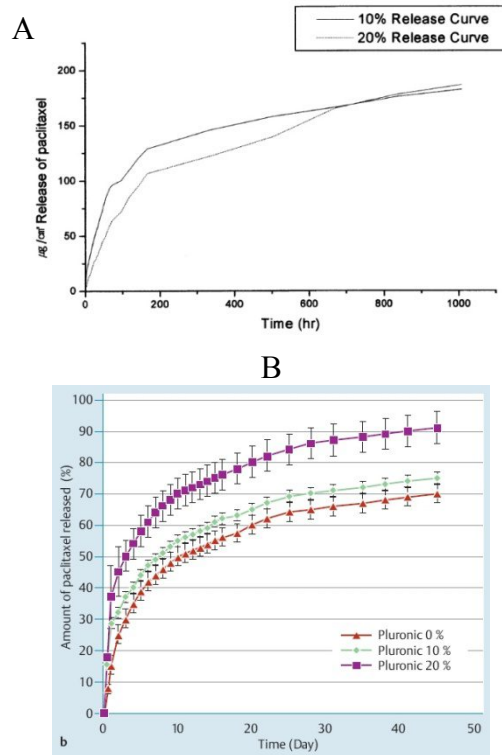 A
10% Release Curve
20% Release Curve
200
150
100
50
0
0 200 400 600 800 1000
μg/cm² Release of paclitaxel
Time (hr)
B
100
90
80
70
60
50
40
30
20
10
0
Amount of paclitaxel released (%)
Pluronic 0 %
Pluronic 10 %
Pluronic 20 %
0 10 20 30 40 50
b
Time (Day)